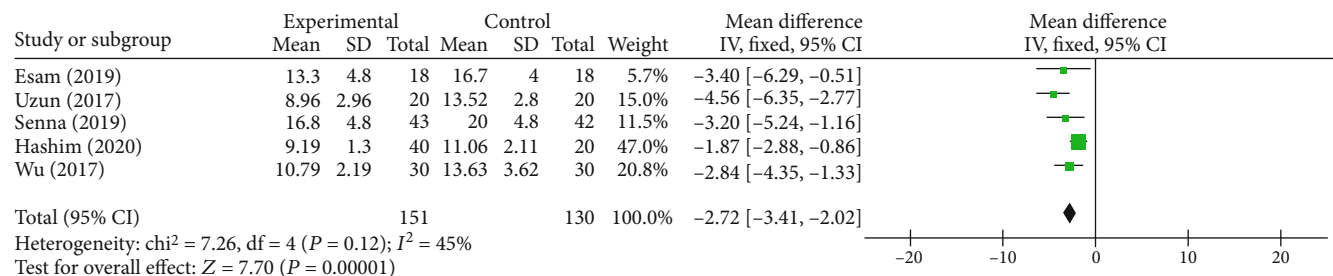 Experimental Control Mean difference Mean difference
Study or subgroup Mean SD Total Mean SD Total Weight IV, fixed, 95% CI IV, fixed, 95% CI
Esam (2019) 13.3 4.8 18 16.7 4 18 5.7% –3.40 [–6.29, –0.51]
Uzun (2017) 8.96 2.96 20 13.52 2.8 20 15.0% –4.56 [–6.35, –2.77]
Senna (2019) 16.8 4.8 43 20 4.8 42 11.5% –3.20 [–5.24, –1.16]
Hashim (2020) 9.19 1.3 40 11.06 2.11 20 47.0% –1.87 [–2.88, –0.86]
Wu (2017) 10.79 2.19 30 13.63 3.62 30 20.8% –2.84 [–4.35, –1.33]
Total (95% CI) 151 130 100.0% –2.72 [–3.41, –2.02]
Heterogeneity: chi² = 7.26, df = 4 (P = 0.12); I² = 45%
Test for overall effect: Z = 7.70 (P = 0.00001)
–20 –10 0 10 20